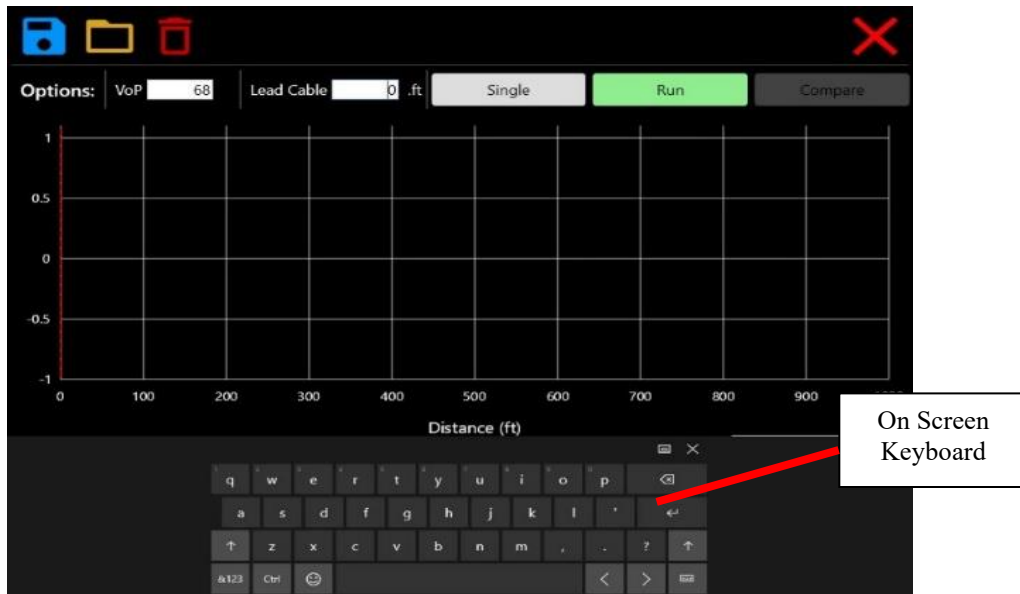 Options: VoP 68 Lead Cable 0 .ft Single Run Compare
1
0.5
0
-0.5
-1
0 100 200 300 400 500 600 700 800 900
Distance (ft)
On Screen
Keyboard
q w e r t y u i o p
a s d f g h j k l '
z x c v b n m , . ?
&123 Ctrl